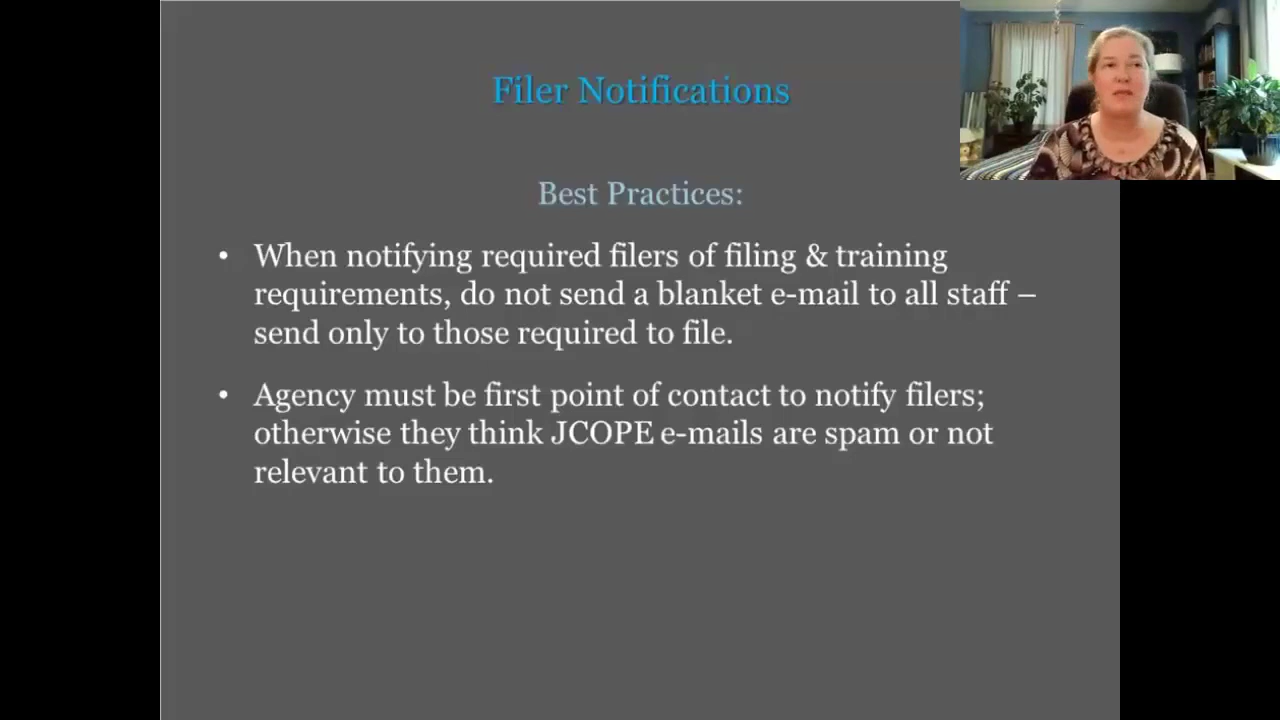 Filer Notifications
Best Practices:
• When notifying required filers of filing & training
requirements, do not send a blanket e-mail to all staff –
send only to those required to file.
• Agency must be first point of contact to notify filers;
otherwise they think JCOPE e-mails are spam or not
relevant to them.